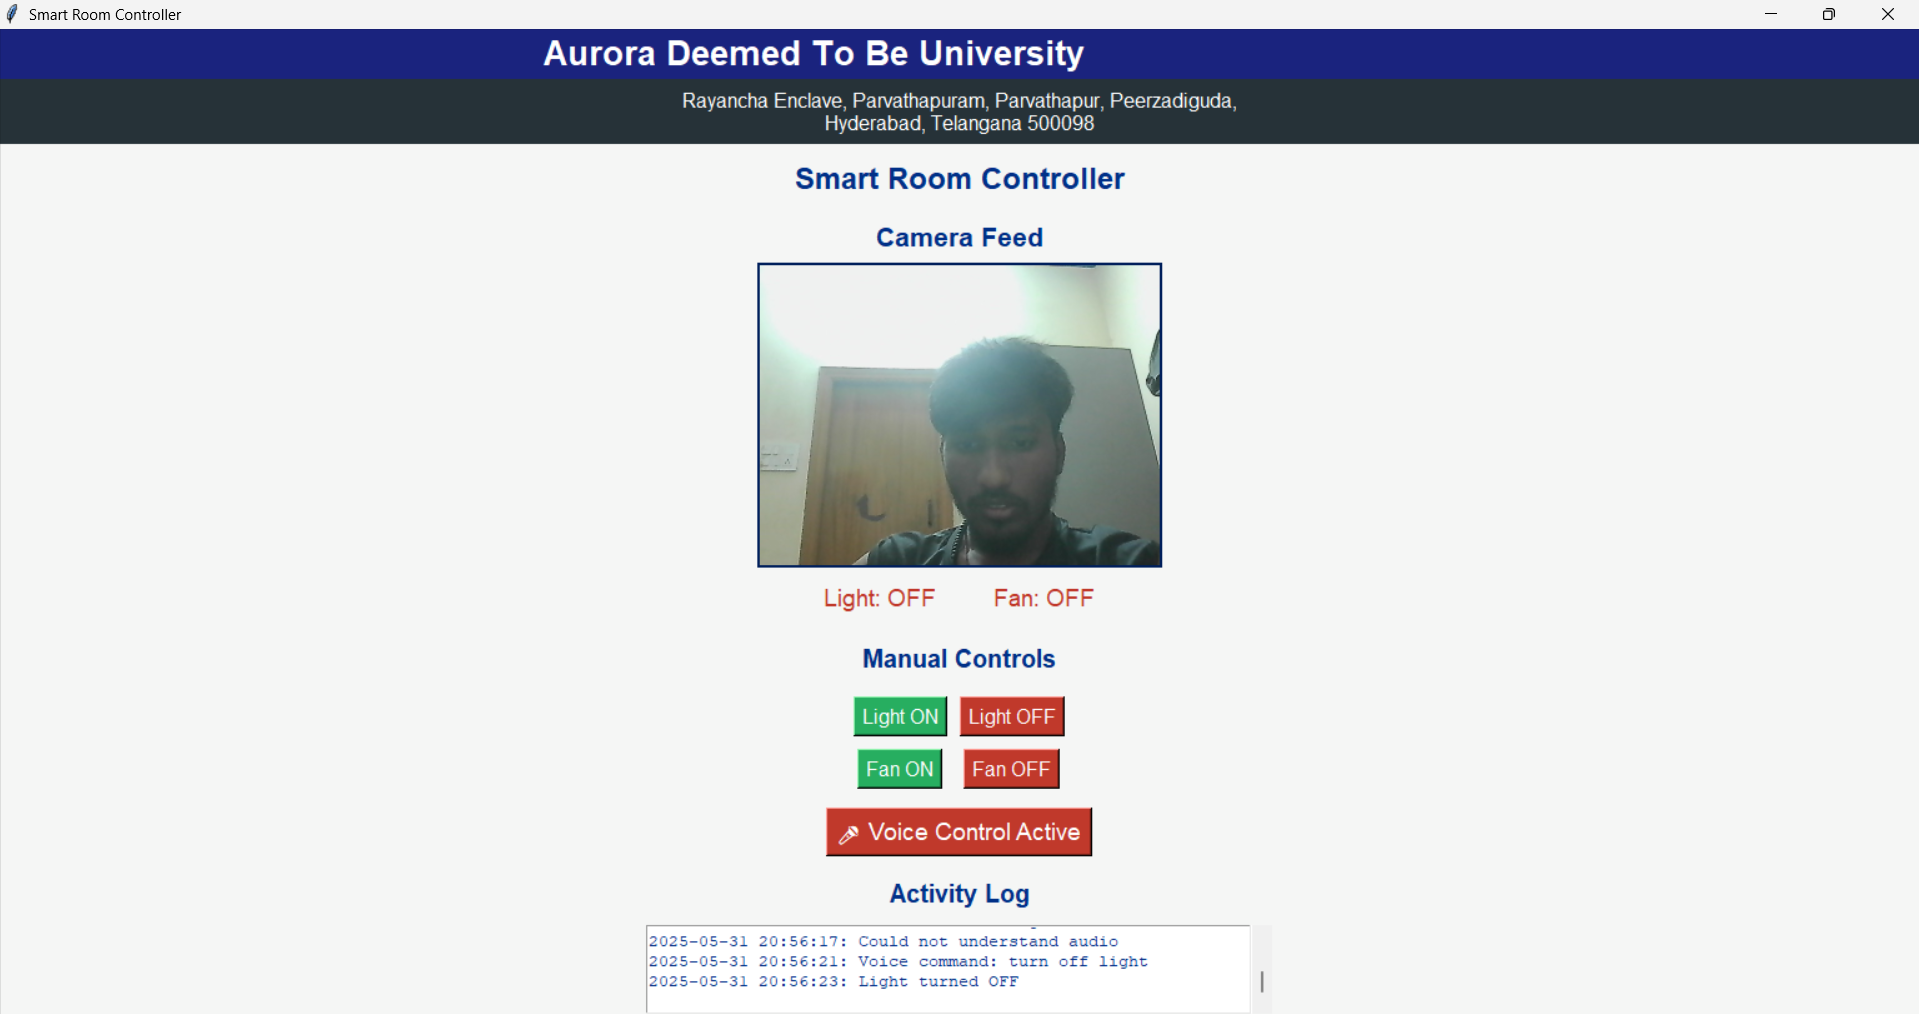 Smart Room Controller
Aurora Deemed To Be University
Rayancha Enclave, Parvathapuram, Parvathapur, Peerzadiguda,
Hyderabad, Telangana 500098
Smart Room Controller
Camera Feed
Light: OFF Fan: OFF
Manual Controls
Light ON Light OFF
Fan ON Fan OFF
Voice Control Active
Activity Log
2025-05-31 20:56:17: Could not understand audio
2025-05-31 20:56:21: Voice command: turn off light
2025-05-31 20:56:23: Light turned OFF